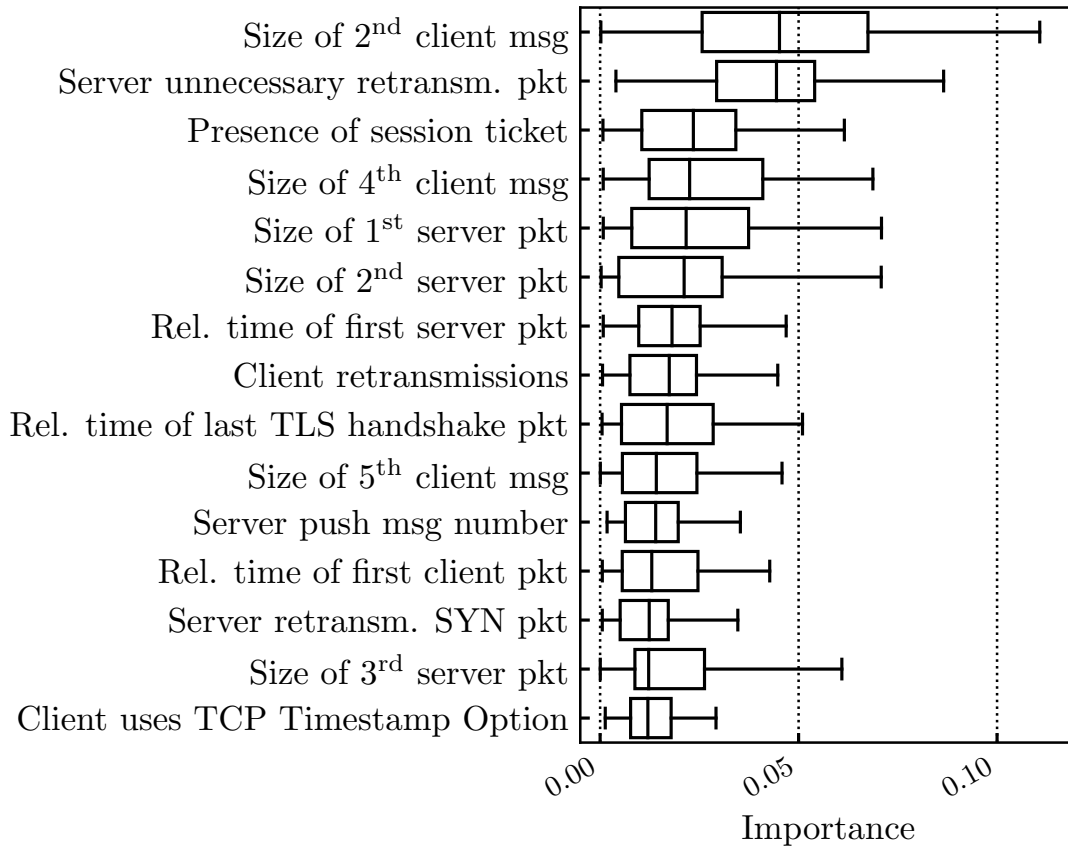 Size of 2nd client msg
Server unnecessary retransm. pkt
Presence of session ticket
Size of 4th client msg
Size of 1st server pkt
Size of 2nd server pkt
Rel. time of first server pkt
Client retransmissions
Rel. time of last TLS handshake pkt
Size of 5th client msg
Server push msg number
Rel. time of first client pkt
Server retransm. SYN pkt
Size of 3rd server pkt
Client uses TCP Timestamp Option
0.00 0.05 0.10
Importance